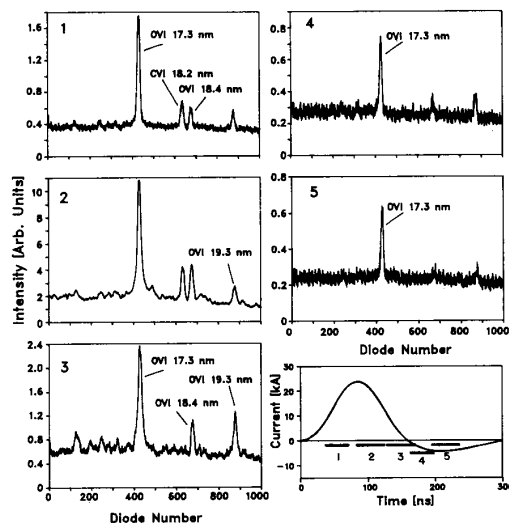 1
OVI 17.3 nm
CVI 18.2 nm
OVI 18.4 nm
1.6
1.2
0.8
0.4
0
0 200 400 600 800 1000
2
OVI 19.3 nm
10
8
6
4
2
0
Intensity [Arb. Units]
3
OVI 17.3 nm
OVI 19.3 nm
OVI 18.4 nm
2.4
1.8
1.2
0.6
0
0 200 400 600 800 1000
Diode Number
4
OVI 17.3 nm
0.8
0.6
0.4
0.2
0
5
OVI 17.3 nm
0.8
0.6
0.4
0.2
0
0 200 400 600 800 1000
Diode Number
Current [kA]
30
20
10
0
-10
1 2 3 4 5
0 100 200 300
Time [ns]